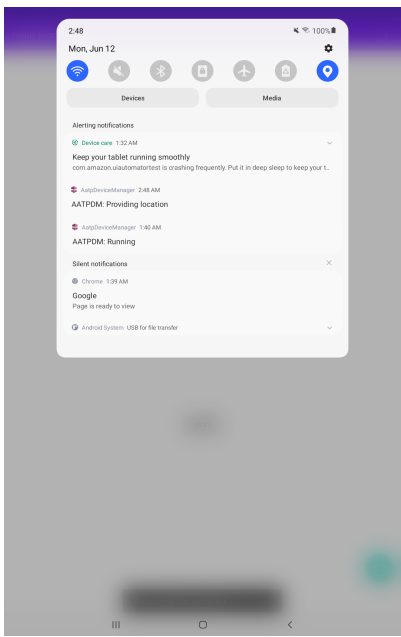 2:48
100%
Mon, Jun 12
Devices
Media
Alerting notifications
Device care 1:32 AM
Keep your tablet running smoothly
com.amazon.uiautomatortest is crashing frequently. Put it in deep sleep to keep your t..
AatpDeviceManager 2:48 AM
AATPDM: Providing location
AatpDeviceManager 1:40 AM
AATPDM: Running
Silent notifications
Chrome 1:39 AM
Google
Page is ready to view
Android System USB for file transfer